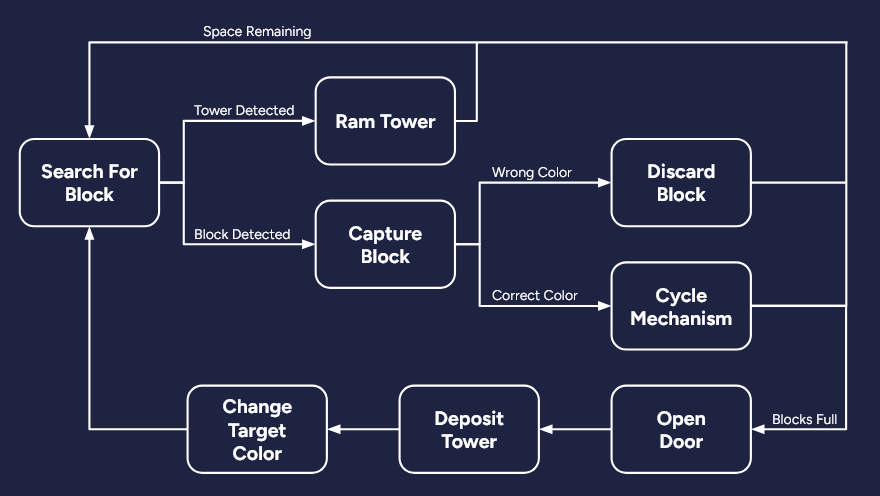 Space Remaining
Tower Detected
Ram Tower
Search For
Block
Wrong Color
Discard
Block
Block Detected
Capture
Block
Correct Color
Cycle
Mechanism
Change
Target
Color
Deposit
Tower
Open
Door
Blocks Full